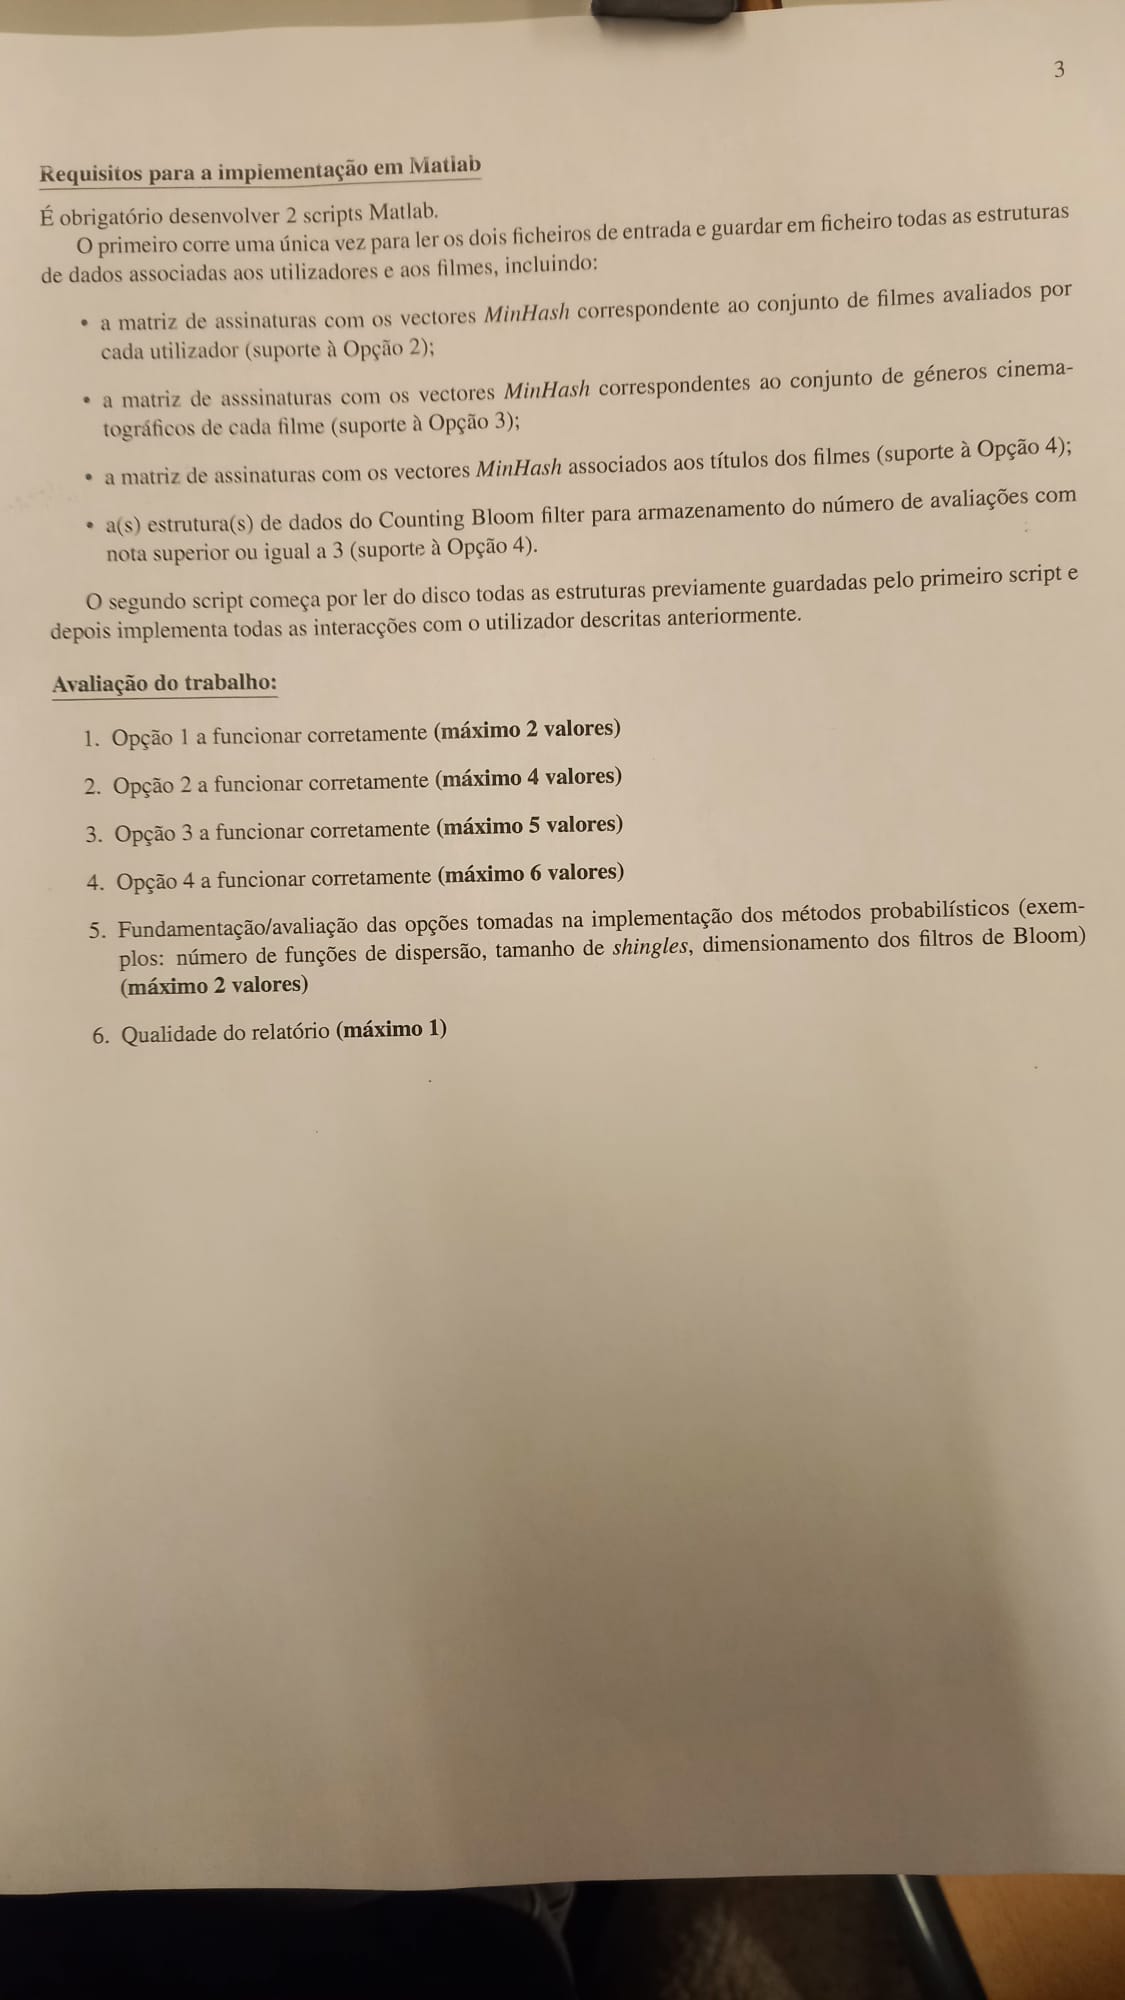 3
Requisitos para a implementação em Matlab
É obrigatório desenvolver 2 scripts Matlab.
O primeiro corre uma única vez para ler os dois ficheiros de entrada e guardar em ficheiro todas as estruturas
de dados associadas aos utilizadores e aos filmes, incluindo:
• a matriz de assinaturas com os vectores MinHash correspondente ao conjunto de filmes avaliados por
cada utilizador (suporte à Opção 2);
• a matriz de asssinaturas com os vectores MinHash correspondentes ao conjunto de géneros cinema-
tográficos de cada filme (suporte à Opção 3);
• a matriz de assinaturas com os vectores MinHash associados aos títulos dos filmes (suporte à Opção 4);
• a(s) estrutura(s) de dados do Counting Bloom filter para armazenamento do número de avaliações com
nota superior ou igual a 3 (suporte à Opção 4).
O segundo script começa por ler do disco todas as estruturas previamente guardadas pelo primeiro script e
depois implementa todas as interacções com o utilizador descritas anteriormente.
Avaliação do trabalho:
1. Opção 1 a funcionar corretamente (máximo 2 valores)
2. Opção 2 a funcionar corretamente (máximo 4 valores)
3. Opção 3 a funcionar corretamente (máximo 5 valores)
4. Opção 4 a funcionar corretamente (máximo 6 valores)
5. Fundamentação/avaliação das opções tomadas na implementação dos métodos probabilísticos (exem-
plos: número de funções de dispersão, tamanho de shingles, dimensionamento dos filtros de Bloom)
(máximo 2 valores)
6. Qualidade do relatório (máximo 1)